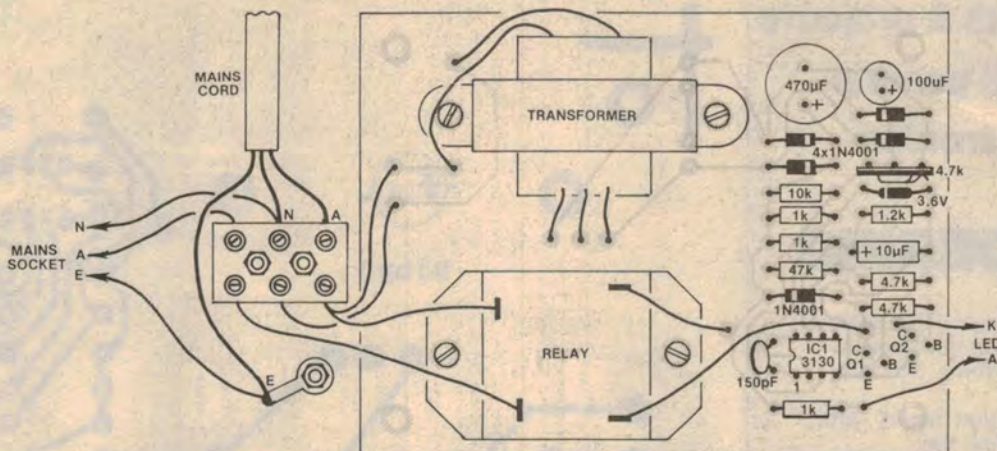 MAINS
CORD
TRANSFORMER
470µF
+
100uF
+
4x1N4001
4.7k
3.6V
10k
1k
1.2k
1k
+ 10µF
47k
4.7k
1N4001
4.7k
N
A
N
A
E
MAINS
SOCKET
E
RELAY
150pF
IC1
3130
1
C
Q1
B
E
C
Q2
B
E
K
LED
A
1k